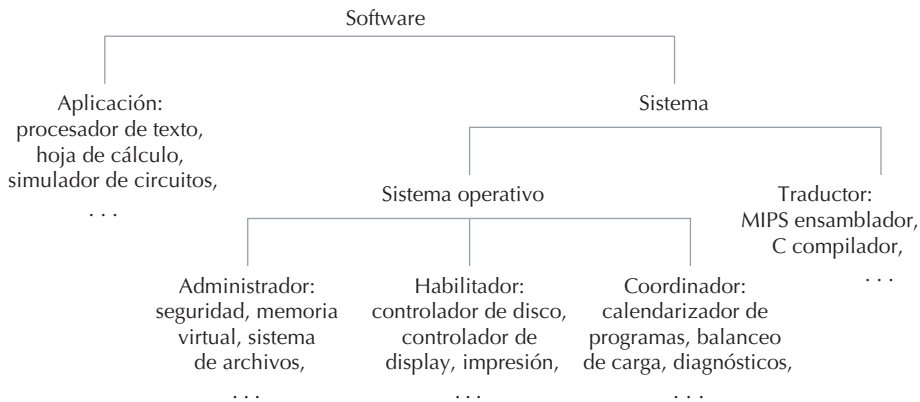 Software
Aplicación:
procesador de texto,
hoja de cálculo,
simulador de circuitos,
. . .
Sistema
Sistema operativo
Traductor:
MIPS ensamblador,
C compilador,
. . .
Administrador:
seguridad, memoria
virtual, sistema
de archivos,
. . .
Habilitador:
controlador de disco,
controlador de
display, impresión,
. . .
Coordinador:
calendarizador de
programas, balanceo
de carga, diagnósticos,
. . .